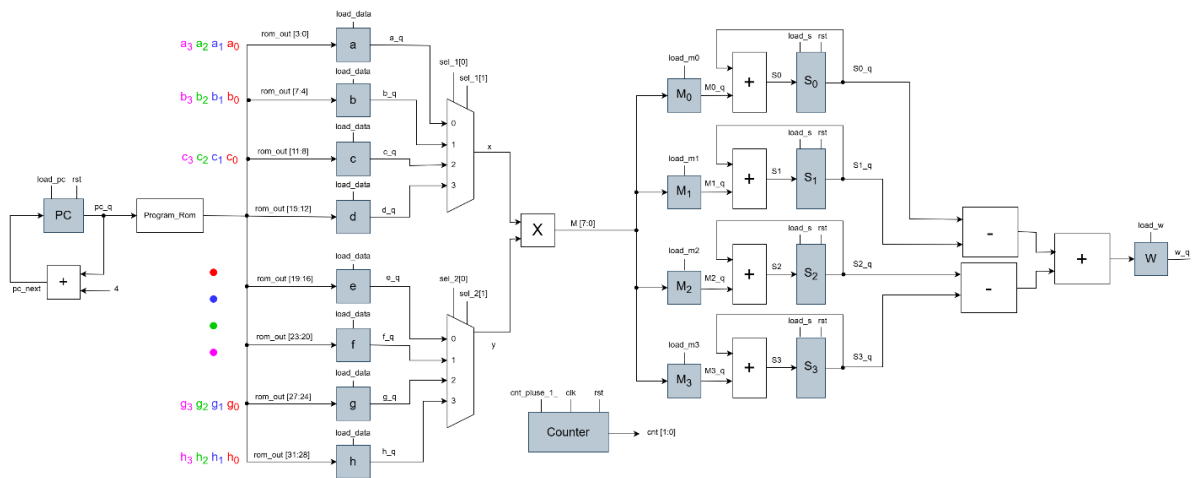 load_data
rom_out [3:0]
a3 a2 a1 a0
a
a_q
load_data
rom_out [7:4]
b3 b2 b1 b0
b
b_q
load_data
rom_out [11:8]
c3 c2 c1 c0
c
c_q
load_data
rom_out [15:12]
d
d_q
sel_1[0]
sel_1[1]
0
1
2
3
x
load_pc rst
PC
pc_q
Program_Rom
+
pc_next
4
load_data
rom_out [19:16]
e
e_q
load_data
rom_out [23:20]
f
f_q
load_data
rom_out [27:24]
g3 g2 g1 g0
g
g_q
load_data
rom_out [31:28]
h3 h2 h1 h0
h
h_q
sel_2[0]
sel_2[1]
0
1
2
3
y
X
M [7:0]
cnt_pluse_1_ clk rst
Counter
cnt [1:0]
load_m0
M0
M0_q
+
S0
load_s rst
S0
S0_q
load_m1
M1
M1_q
+
S1
load_s rst
S1
S1_q
load_m2
M2
M2_q
+
S2
load_s rst
S2
S2_q
load_m3
M3
M3_q
+
S3
load_s rst
S3
S3_q
-
-
+
load_w
W
w_q